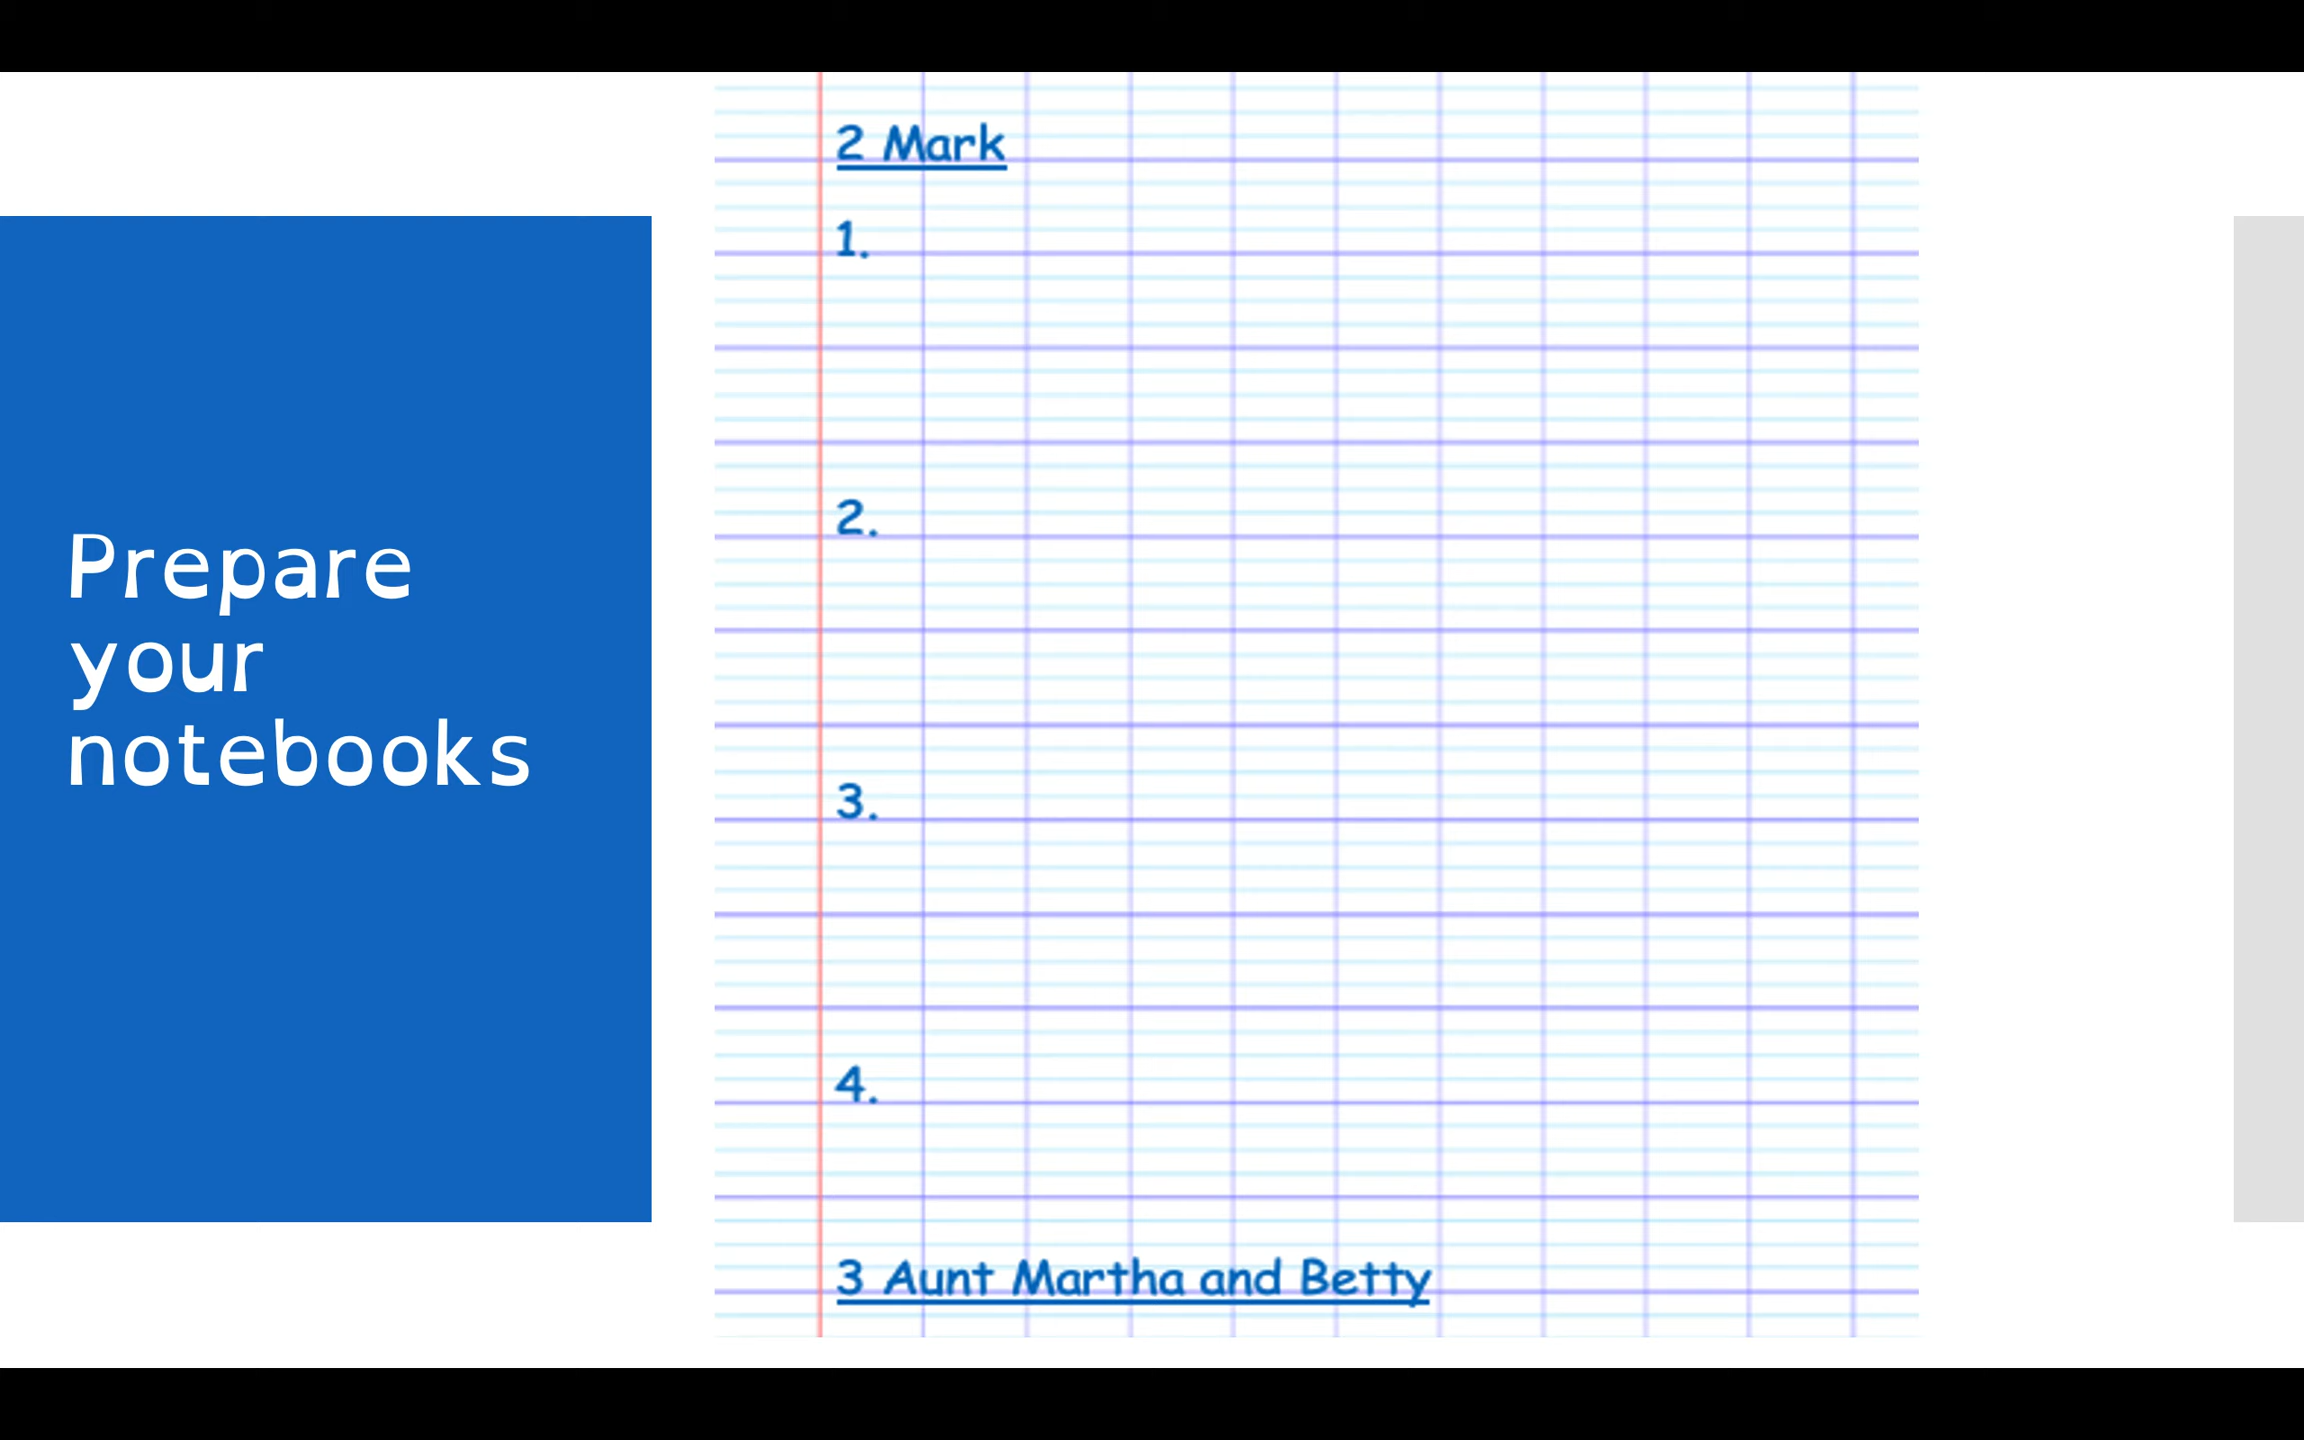 Prepare
your
notebooks
2 Mark
1.
2.
3.
4.
3 Aunt Martha and Betty